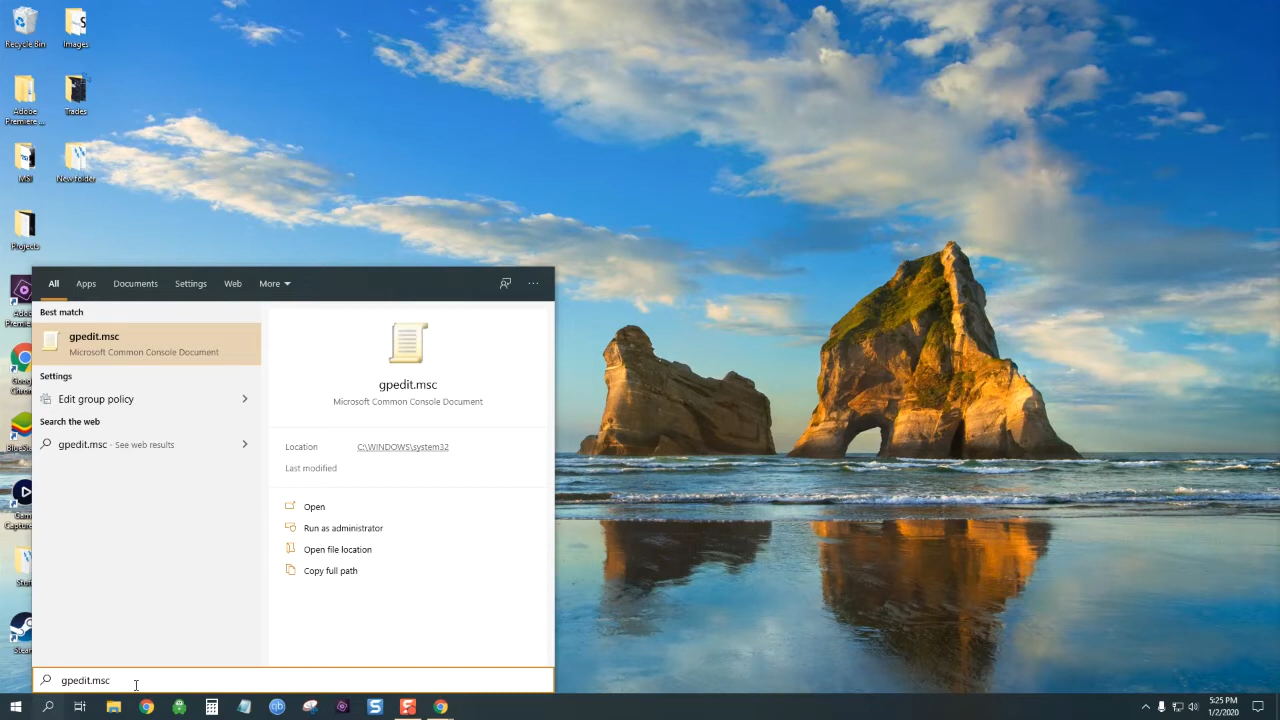 Recycle Bin
Images
Adobe
Premiere ...
Trades
MSI
New folder
Projects
All
Apps
Documents
Settings
Web
More
...
Best match
gpedit.msc
Microsoft Common Console Document
Settings
Edit group policy
Search the web
gpedit.msc - See web results
gpedit.msc
Microsoft Common Console Document
Location
C:\WINDOWS\system32
Last modified
Open
Run as administrator
Open file location
Copy full path
gpedit.msc
5:25 PM
1/2/2020